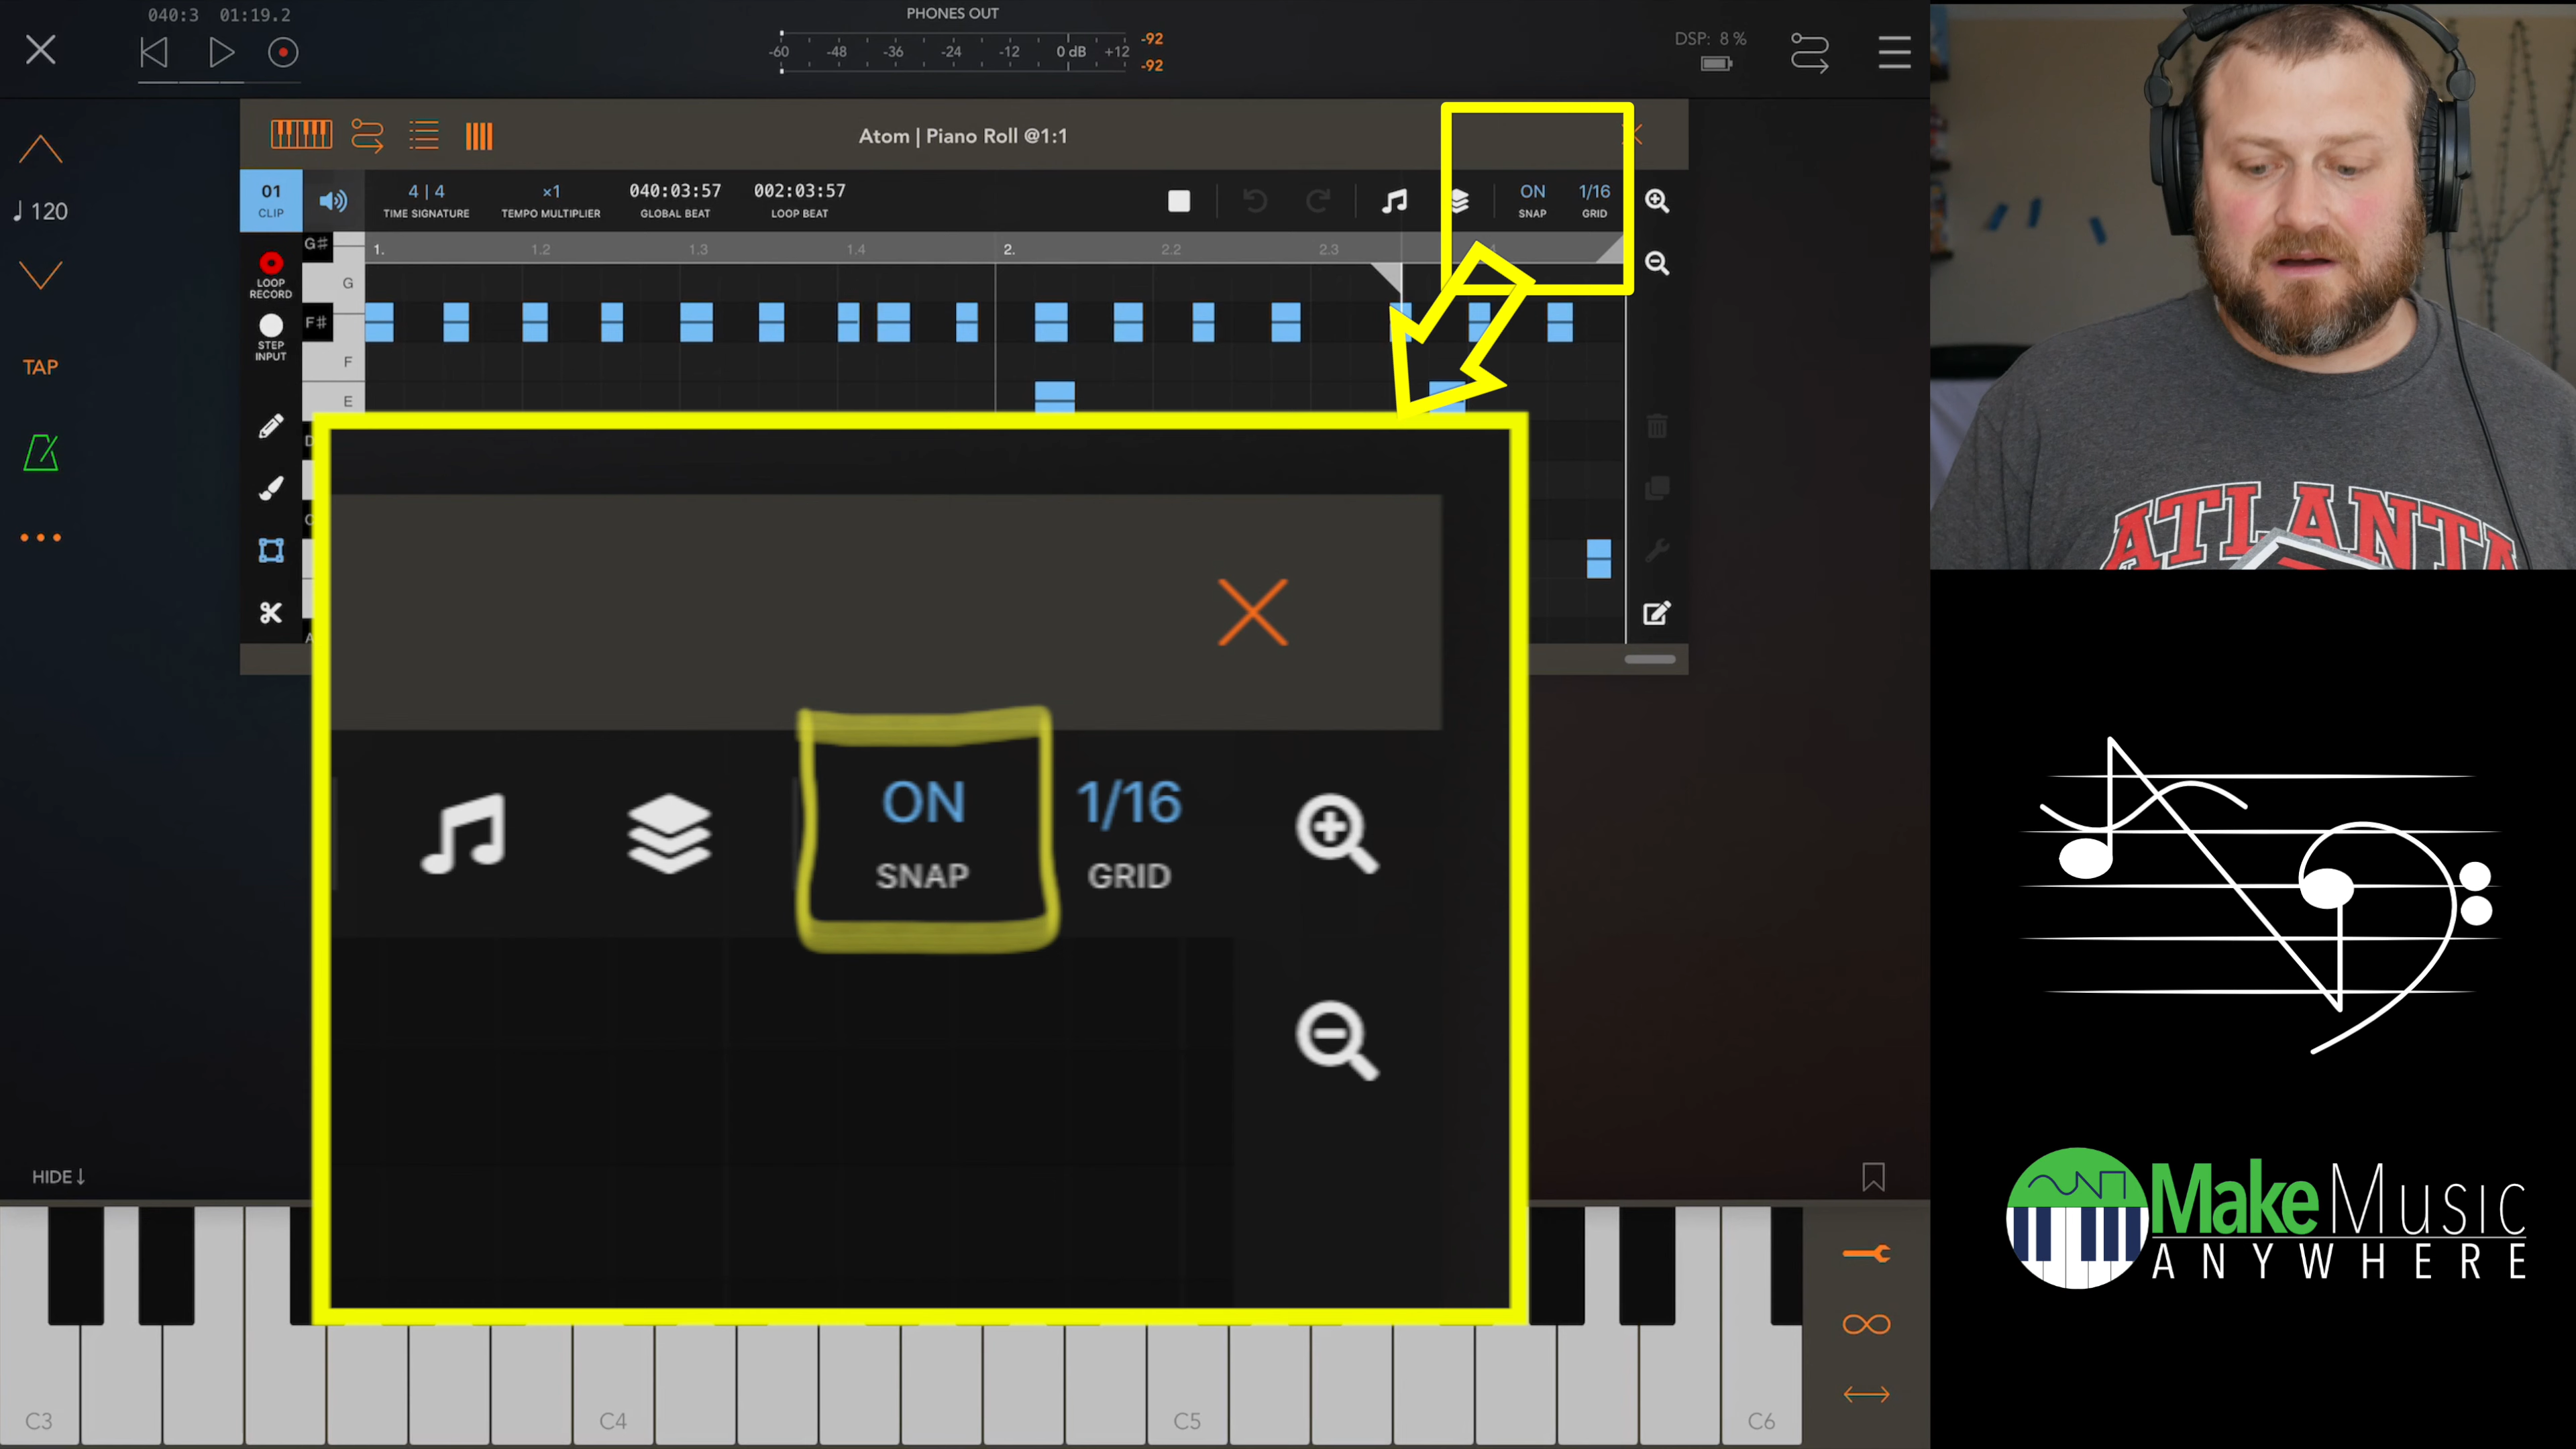 040:3 01:19.2
PHONES OUT
-60 -48 -36 -24 -12 0 dB +12
-92
-92
DSP: 8 %
120
TAP
HIDE↓
Atom | Piano Roll @1:1
01
CLIP
4 | 4
TIME SIGNATURE
×1
TEMPO MULTIPLIER
040:03:57
GLOBAL BEAT
002:03:57
LOOP BEAT
ON
SNAP
1/16
GRID
1. 1.2 1.3 1.4 2. 2.2 2.3
LOOP
RECORD
STEP
INPUT
G#
G
F#
F
E
ON
SNAP
1/16
GRID
C3 C4 C5 C6
ATLANTA
Make Music
ANYWHERE